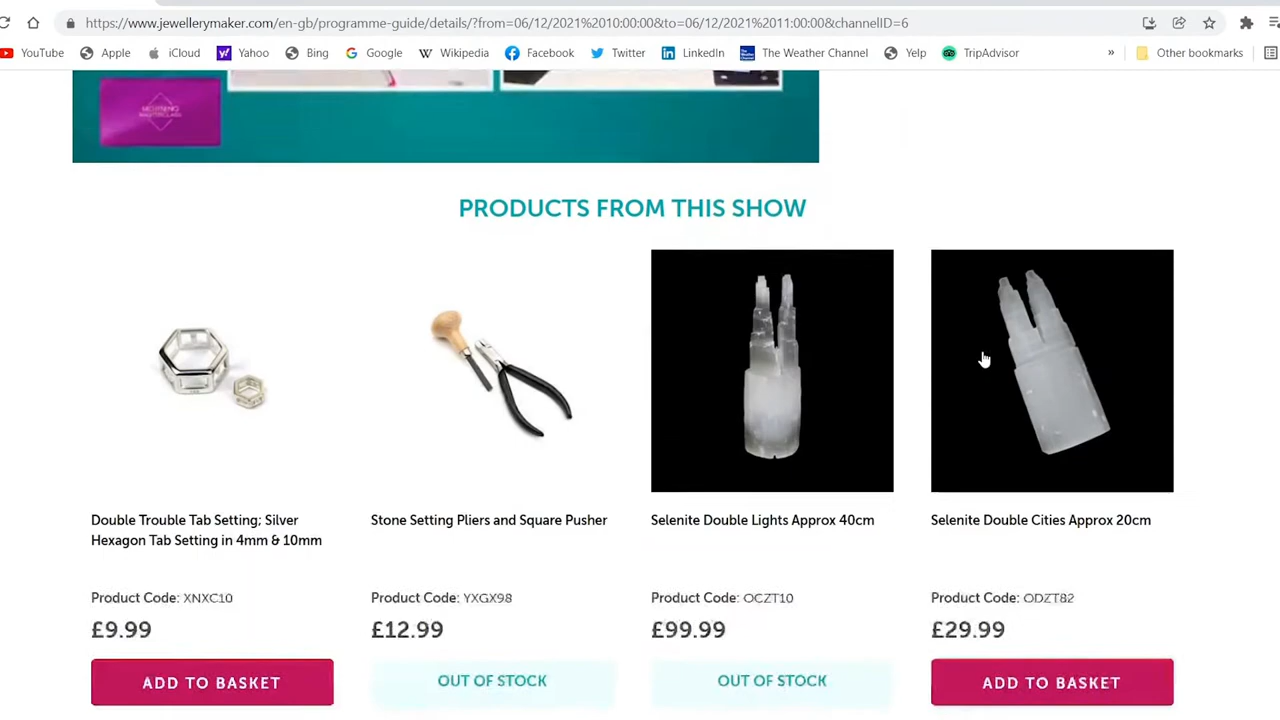 https://www.jewellerymaker.com/en-gb/programme-guide/details/?from=06/12/2021%2010:00:00&to=06/12/2021%2011:00:00&channelID=6
YouTube Apple iCloud Yahoo Bing Google Wikipedia Facebook Twitter LinkedIn The Weather Channel Yelp TripAdvisor » Other bookmarks
PRODUCTS FROM THIS SHOW
Double Trouble Tab Setting; Silver
Hexagon Tab Setting in 4mm & 10mm
Product Code: XNXC10
£9.99
ADD TO BASKET
Stone Setting Pliers and Square Pusher
Product Code: YXGX98
£12.99
OUT OF STOCK
Selenite Double Lights Approx 40cm
Product Code: OCZT10
£99.99
OUT OF STOCK
Selenite Double Cities Approx 20cm
Product Code: ODZT82
£29.99
ADD TO BASKET